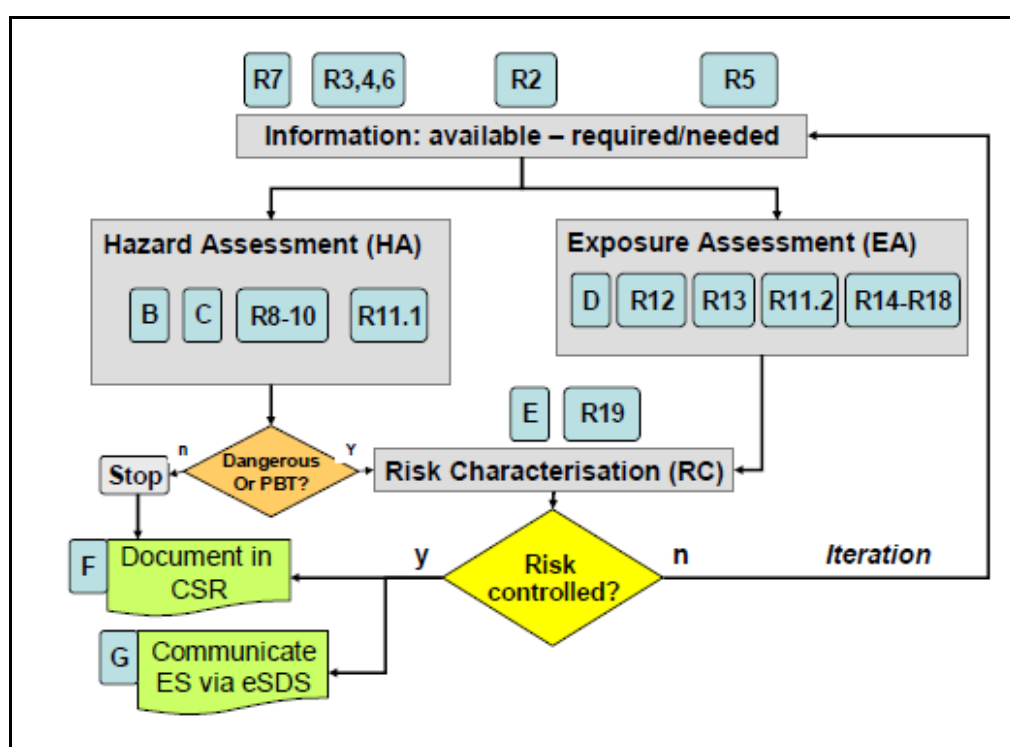 R7 R3,4,6 R2 R5
Information: available – required/needed
Hazard Assessment (HA)
B C R8-10 R11.1
Exposure Assessment (EA)
D R12 R13 R11.2 R14-R18
E R19
n Y
Dangerous
Or PBT?
Stop
Risk Characterisation (RC)
F
Document in
CSR
y
Risk
controlled?
n
Iteration
G
Communicate
ES via eSDS